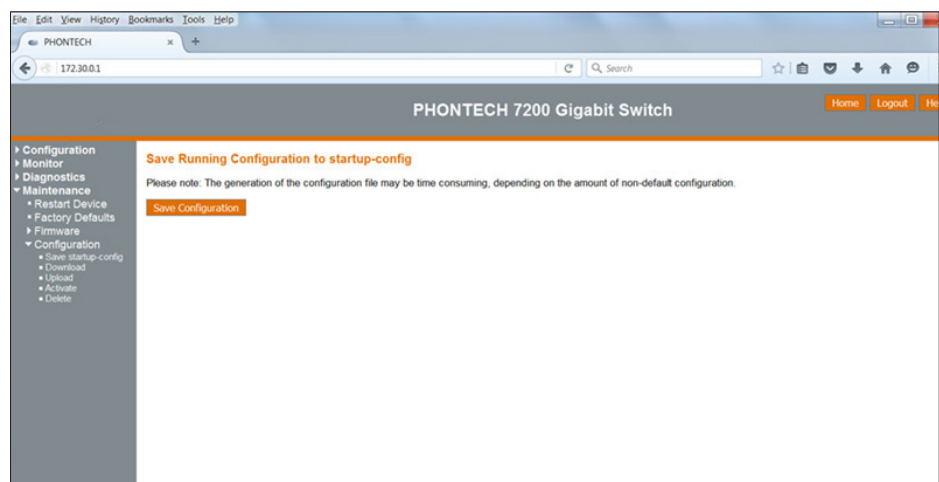 File Edit View History Bookmarks Tools Help
PHONTECH
172.30.0.1
Search
PHONTECH 7200 Gigabit Switch
Home Logout He
Configuration
Monitor
Diagnostics
Maintenance
Restart Device
Factory Defaults
Firmware
Configuration
Save startup-config
Download
Upload
Activate
Delete
Save Running Configuration to startup-config
Please note: The generation of the configuration file may be time consuming, depending on the amount of non-default configuration.
Save Configuration